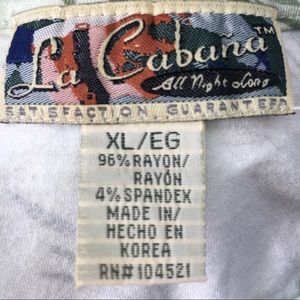 La Cabaña™
All Night Long
SATISFACTION GUARANTEED
XL/EG
96% RAYON/
RAYÓN
4% SPANDEX
MADE IN/
HECHO EN
KOREA
RN#104521